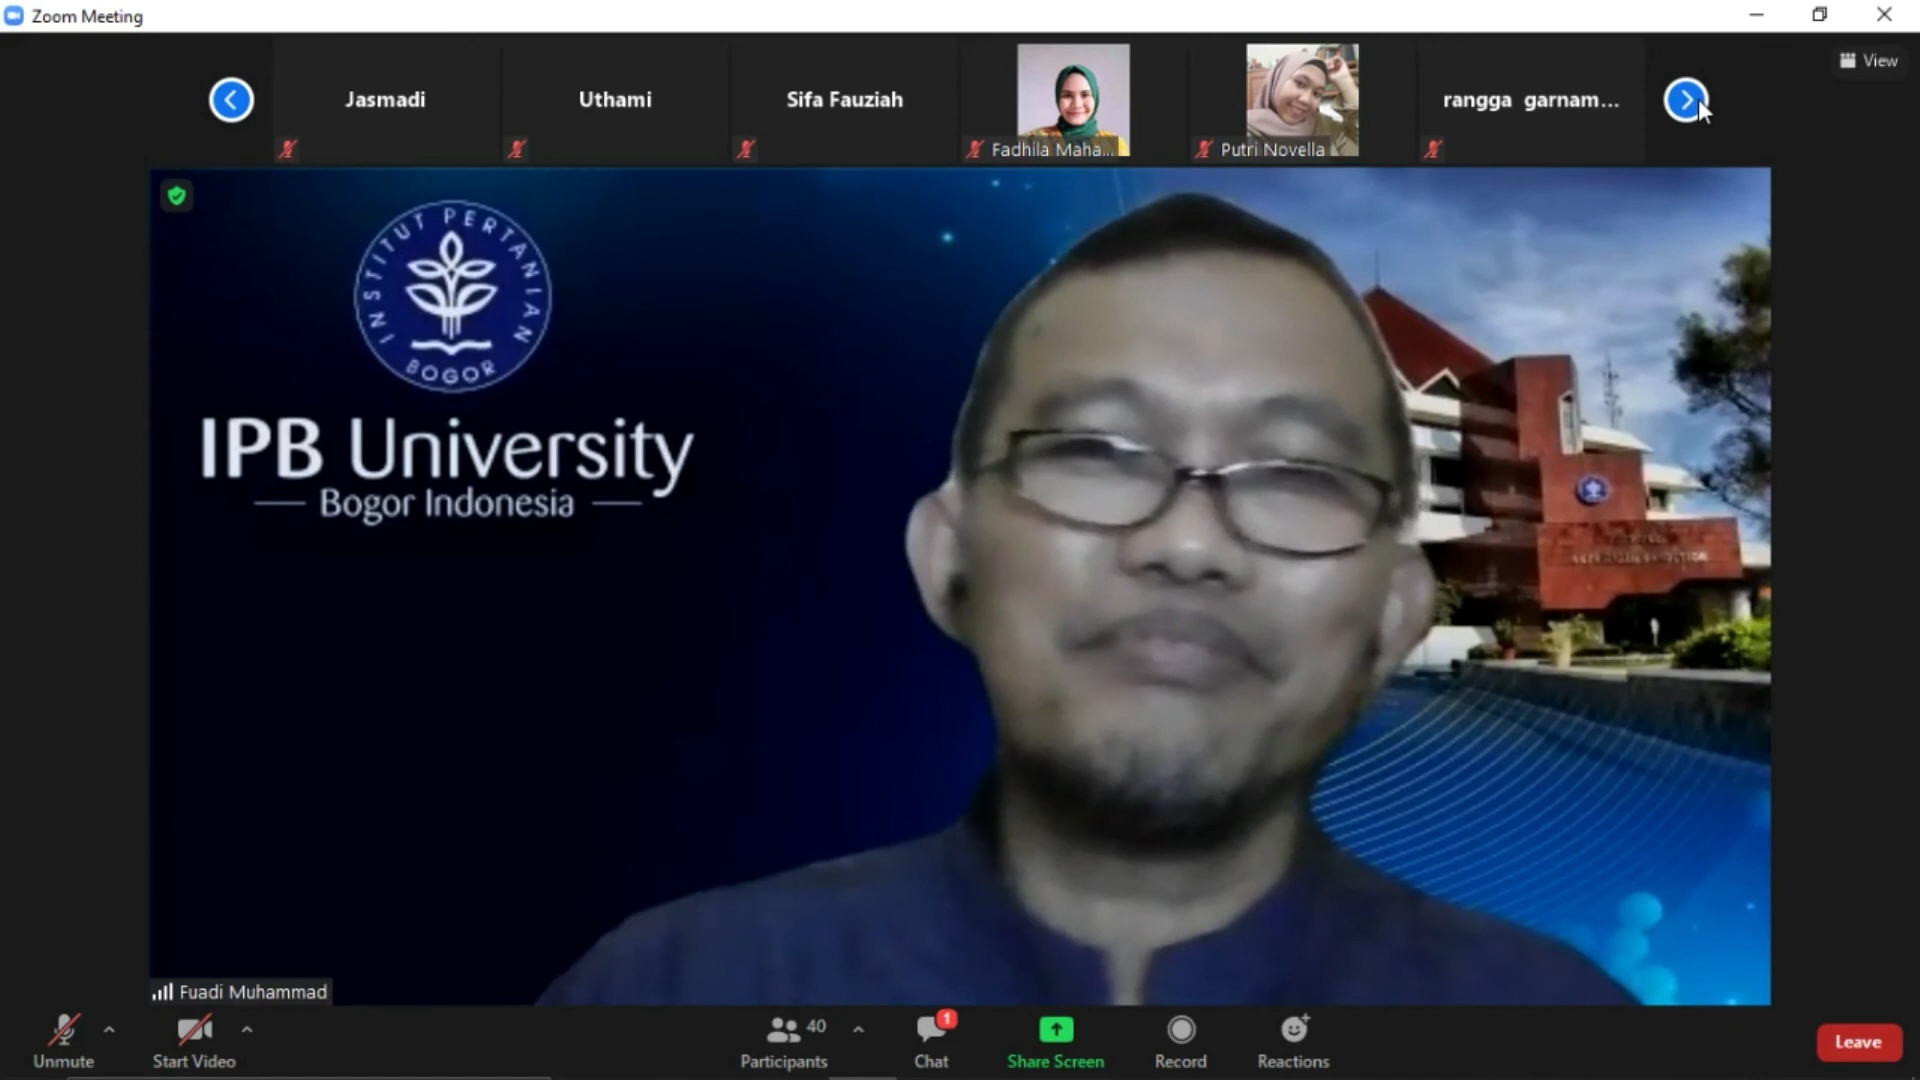 Zoom Meeting
View
Jasmadi
Uthami
Sifa Fauziah
Fadhila Maha...
Putri Novella
rangga garnam...
INSTITUT PERTANIAN
BOGOR
IPB University
Bogor Indonesia
Fuadi Muhammad
Unmute
Start Video
40
Participants
1
Chat
Share Screen
Record
Reactions
Leave